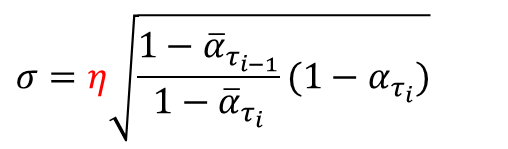 σ = η√((1 − ᾱ_{τ_{i−1}})/(1 − ᾱ_{τ_i}) (1 − α_{τ_i}))